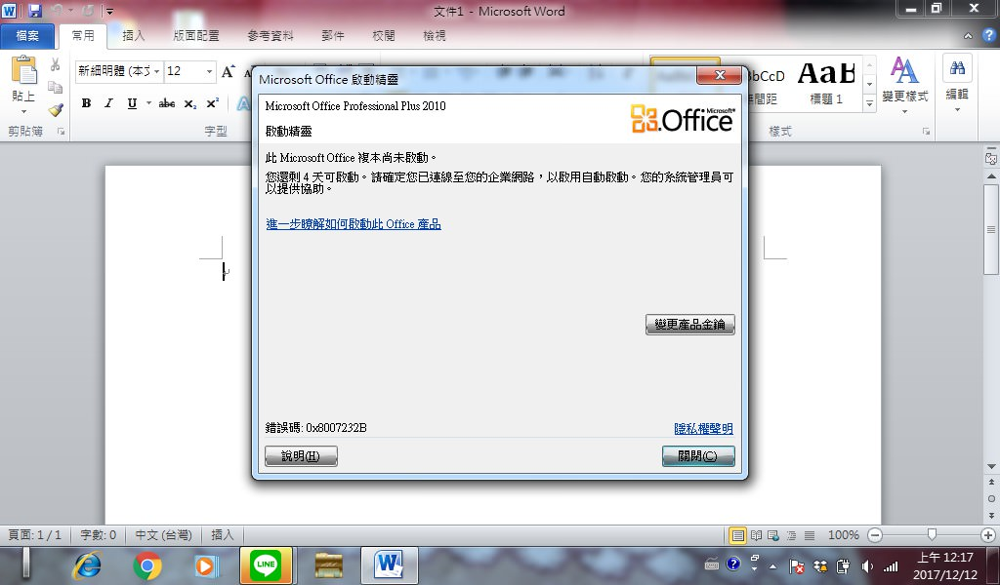 文件1 - Microsoft Word
檔案 常用 插入 版面配置 參考資料 郵件 校閱 檢視
新細明體 (本文 12
貼上
B I U abc X₂ X²
BbCcD AaB
標題 1
變更樣式
編輯
剪貼簿 字型 樣式
Microsoft Office 啟動精靈
Microsoft Office Professional Plus 2010
Microsoft®
Office
啟動精靈
此 Microsoft Office 複本尚未啟動。
您還剩 4 天可啟動。請確定您已連線至您的企業網路，以啟用自動啟動。您的系統管理員可
以提供協助。
進一步瞭解如何啟動此 Office 產品
變更產品金鑰
錯誤碼: 0x8007232B
隱私權聲明
說明(H)
關閉(C)
頁面: 1 / 1 字數: 0 中文 (台灣) 插入 100%
LINE
上午 12:17
2017/12/12